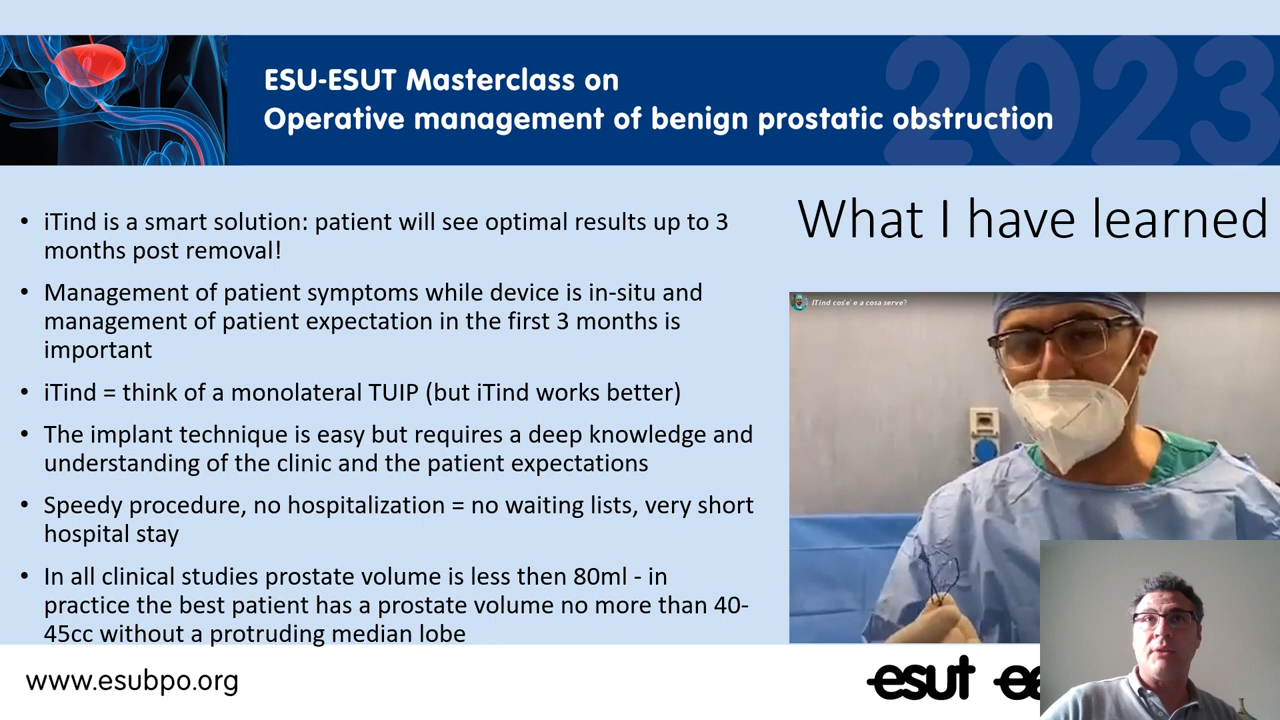 2023
ESU-ESUT Masterclass on
Operative management of benign prostatic obstruction
What I have learned
• iTind is a smart solution: patient will see optimal results up to 3
months post removal!
• Management of patient symptoms while device is in-situ and
management of patient expectation in the first 3 months is
important
• iTind = think of a monolateral TUIP (but iTind works better)
• The implant technique is easy but requires a deep knowledge and
understanding of the clinic and the patient expectations
• Speedy procedure, no hospitalization = no waiting lists, very short
hospital stay
• In all clinical studies prostate volume is less then 80ml - in
practice the best patient has a prostate volume no more than 40-
45cc without a protruding median lobe
ITind cos'e' e a cosa serve?
www.esubpo.org
esut